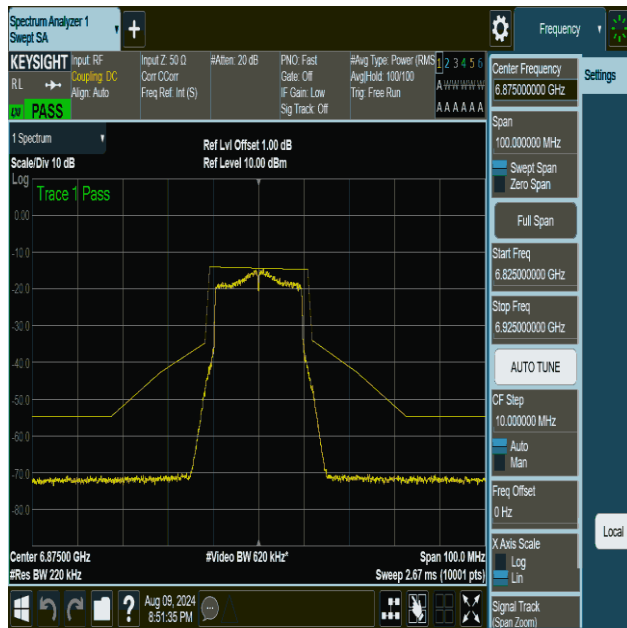 Spectrum Analyzer 1
Swept SA
+
Frequency
KEYSIGHT
RL
PASS
Input: RF
Coupling: DC
Align: Auto
Input Z: 50 Ω
Corr CCorr
Freq Ref: Int (S)
#Atten: 20 dB
PNO: Fast
Gate: Off
IF Gain: Low
Sig Track: Off
#Avg Type: Power (RMS
Avg|Hold: 100/100
Trig: Free Run
1 2 3 4 5 6
A W W W W W
A A A A A A
Center Frequency
6.875000000 GHz
Settings
1 Spectrum
Scale/Div 10 dB
Ref Lvl Offset 1.00 dB
Ref Level 10.00 dBm
Span
100.000000 MHz
Swept Span
Zero Span
Full Span
Start Freq
6.825000000 GHz
Stop Freq
6.925000000 GHz
AUTO TUNE
CF Step
10.000000 MHz
Auto
Man
Freq Offset
0 Hz
X Axis Scale
Log
Lin
Local
Signal Track
(Span Zoom)
Log
Trace 1 Pass
0.00
-10.0
-20.0
-30.0
-40.0
-50.0
-60.0
-70.0
-80.0
Center 6.87500 GHz
#Video BW 620 kHz*
Span 100.0 MHz
#Res BW 220 kHz
Sweep 2.67 ms (10001 pts)
?
Aug 09, 2024
8:51:35 PM